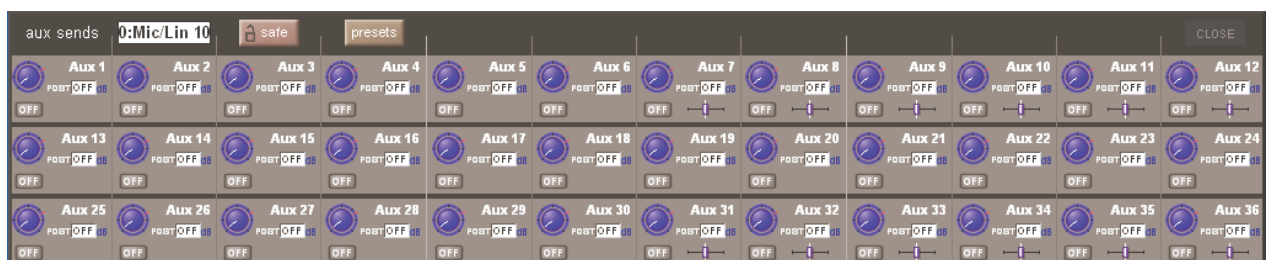 aux sends 0:Mic/Lin 10 safe presets CLOSE
Aux 1 Aux 2 Aux 3 Aux 4 Aux 5 Aux 6 Aux 7 Aux 8 Aux 9 Aux 10 Aux 11 Aux 12
POST OFF dB POST OFF dB POST OFF dB POST OFF dB POST OFF dB POST OFF dB POST OFF dB POST OFF dB POST OFF dB POST OFF dB POST OFF dB POST OFF dB
OFF OFF OFF OFF OFF OFF OFF OFF OFF OFF OFF OFF
Aux 13 Aux 14 Aux 15 Aux 16 Aux 17 Aux 18 Aux 19 Aux 20 Aux 21 Aux 22 Aux 23 Aux 24
POST OFF dB POST OFF dB POST OFF dB POST OFF dB POST OFF dB POST OFF dB POST OFF dB POST OFF dB POST OFF dB POST OFF dB POST OFF dB POST OFF dB
OFF OFF OFF OFF OFF OFF OFF OFF OFF OFF OFF OFF
Aux 25 Aux 26 Aux 27 Aux 28 Aux 29 Aux 30 Aux 31 Aux 32 Aux 33 Aux 34 Aux 35 Aux 36
POST OFF dB POST OFF dB POST OFF dB POST OFF dB POST OFF dB POST OFF dB POST OFF dB POST OFF dB POST OFF dB POST OFF dB POST OFF dB POST OFF dB
OFF OFF OFF OFF OFF OFF OFF OFF OFF OFF OFF OFF